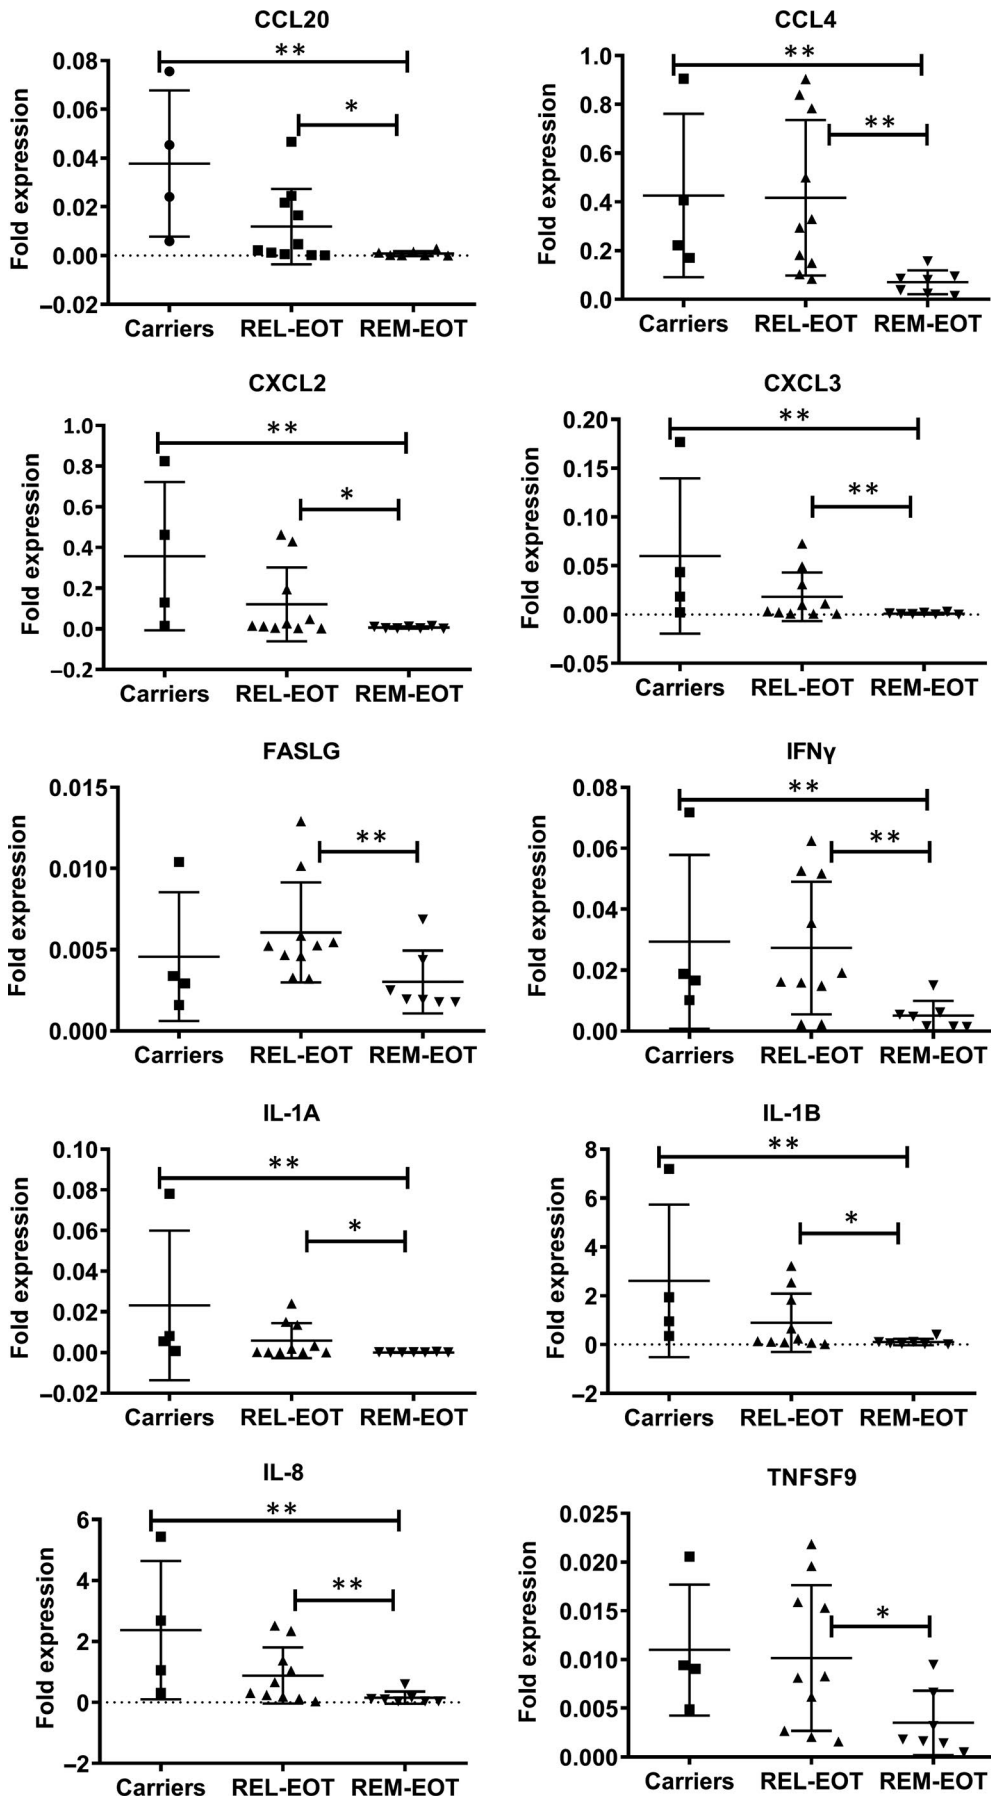 CCL20
**
*
Fold expression
0.08
0.06
0.04
0.02
0.00
–0.02
Carriers REL-EOT REM-EOT
CCL4
**
**
Fold expression
1.0
0.8
0.6
0.4
0.2
0.0
Carriers REL-EOT REM-EOT
CXCL2
**
*
Fold expression
1.0
0.8
0.6
0.4
0.2
0.0
–0.2
Carriers REL-EOT REM-EOT
CXCL3
**
**
Fold expression
0.20
0.15
0.10
0.05
0.00
–0.05
Carriers REL-EOT REM-EOT
FASLG
**
Fold expression
0.015
0.010
0.005
0.000
Carriers REL-EOT REM-EOT
IFNγ
**
**
Fold expression
0.08
0.06
0.04
0.02
0.00
Carriers REL-EOT REM-EOT
IL-1A
**
*
Fold expression
0.10
0.08
0.06
0.04
0.02
0.00
–0.02
Carriers REL-EOT REM-EOT
IL-1B
**
*
Fold expression
8
6
4
2
0
–2
Carriers REL-EOT REM-EOT
IL-8
**
**
Fold expression
6
4
2
0
–2
Carriers REL-EOT REM-EOT
TNFSF9
*
Fold expression
0.025
0.020
0.015
0.010
0.005
0.000
Carriers REL-EOT REM-EOT